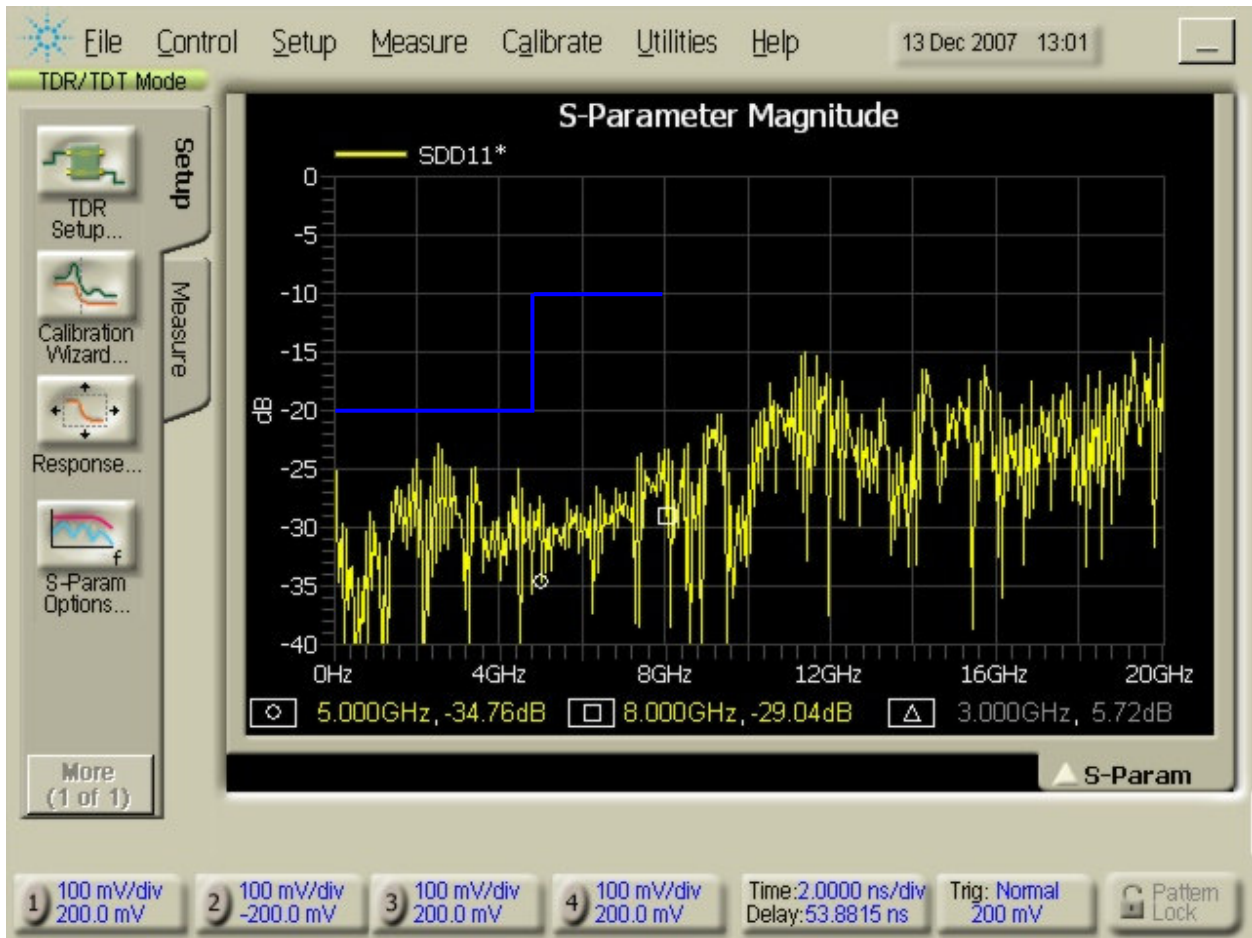 File Control Setup Measure Calibrate Utilities Help 13 Dec 2007 13:01
TDR/TDT Mode
Setup
Measure
TDR
Setup...
Calibration
Wizard...
Response...
f
S-Param
Options...
More
(1 of 1)
S-Parameter Magnitude
SDD11*
dB
0
-5
-10
-15
-20
-25
-30
-35
-40
0Hz 4GHz 8GHz 12GHz 16GHz 20GHz
5.000GHz, -34.76dB 8.000GHz, -29.04dB 3.000GHz, 5.72dB
S-Param
1 100 mV/div
200.0 mV
2 100 mV/div
-200.0 mV
3 100 mV/div
200.0 mV
4 100 mV/div
200.0 mV
Time:2.0000 ns/div
Delay:53.8815 ns
Trig: Normal
200 mV
Pattern
Lock